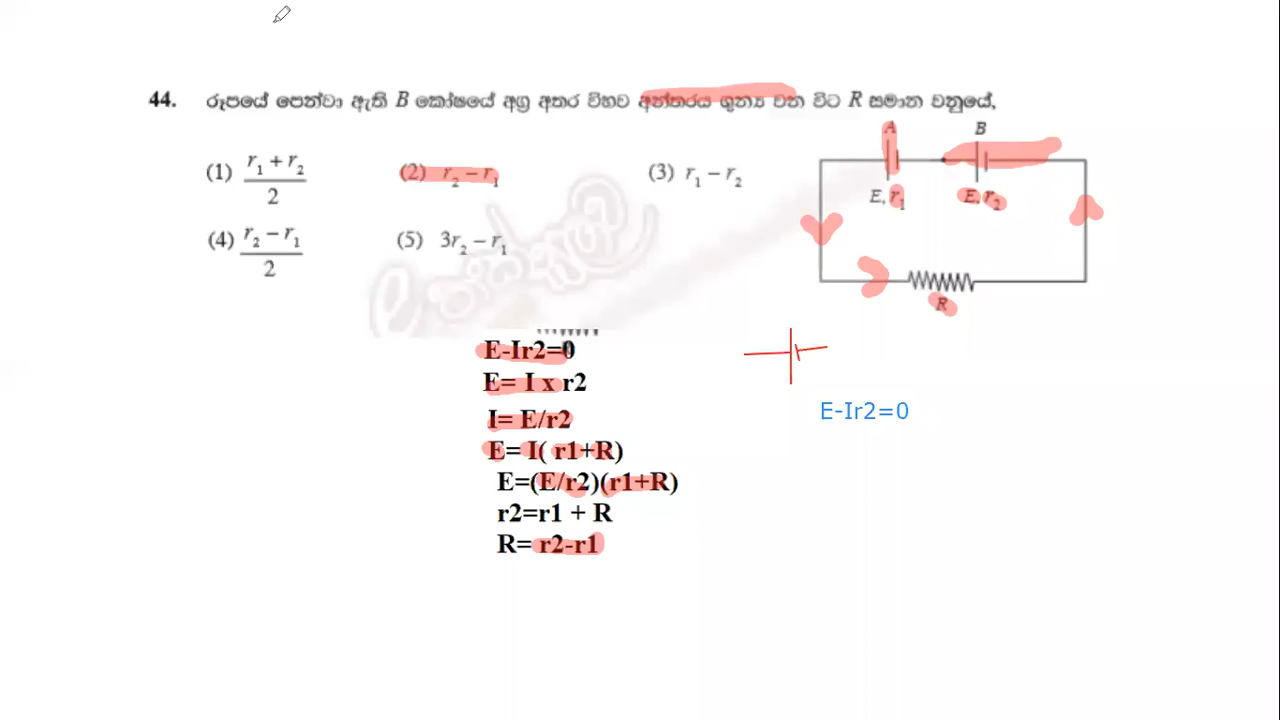 44. රූපයේ පෙන්වා ඇති B කෝෂයේ අග්‍ර අතර විභව අන්තරය ශුන්‍ය වන විට R සමාන වනුයේ,
(1) r₁ + r₂ / 2 (2) r₂ – r₁ (3) r₁ – r₂
(4) r₂ – r₁ / 2 (5) 3r₂ – r₁
A B
E, r₁ E, r₂
R
E-Ir2=0
E= I x r2
I= E/r2
E= I( r1+R)
E=(E/r2)(r1+R)
r2=r1 + R
R= r2-r1
E-Ir2=0